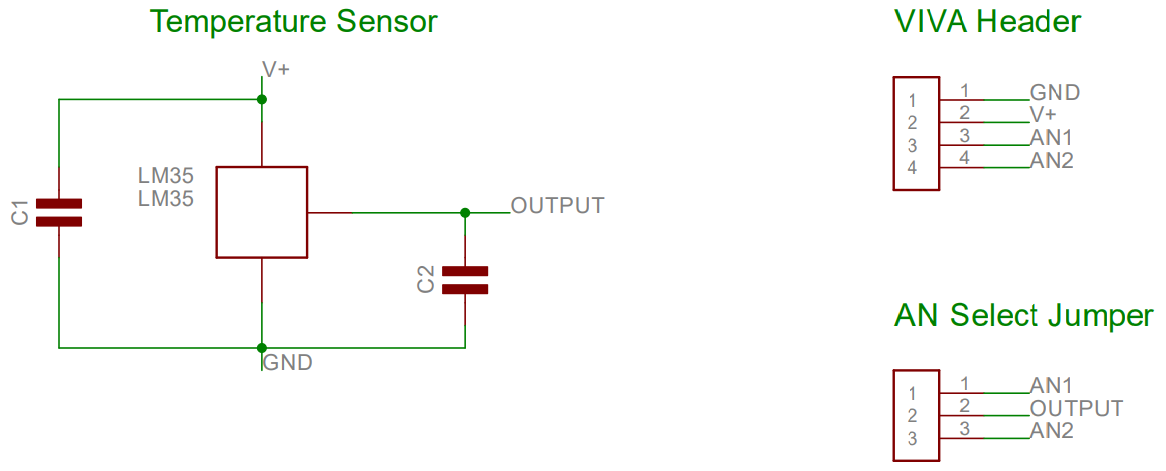 Temperature Sensor
V+
LM35
LM35
C1
OUTPUT
C2
GND
VIVA Header
1 1 GND
2 2 V+
3 3 AN1
4 4 AN2
AN Select Jumper
1 1 AN1
2 2 OUTPUT
3 3 AN2